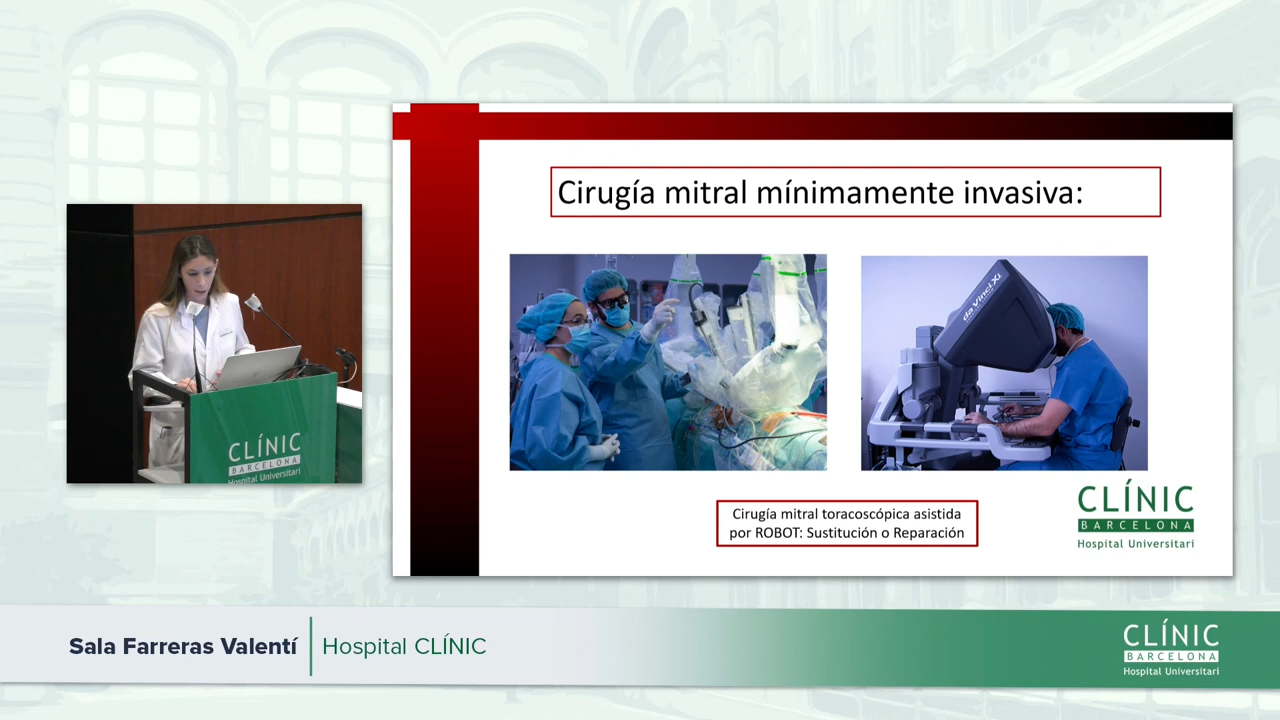 Cirugía mitral mínimamente invasiva:
da Vinci Xi
Cirugía mitral toracoscópica asistida
por ROBOT: Sustitución o Reparación
CLÍNIC
BARCELONA
Hospital Universitari
CLÍNIC
BARCELONA
Hospital Universitari
Sala Farreras Valentí
Hospital CLÍNIC
CLÍNIC
BARCELONA
Hospital Universitari